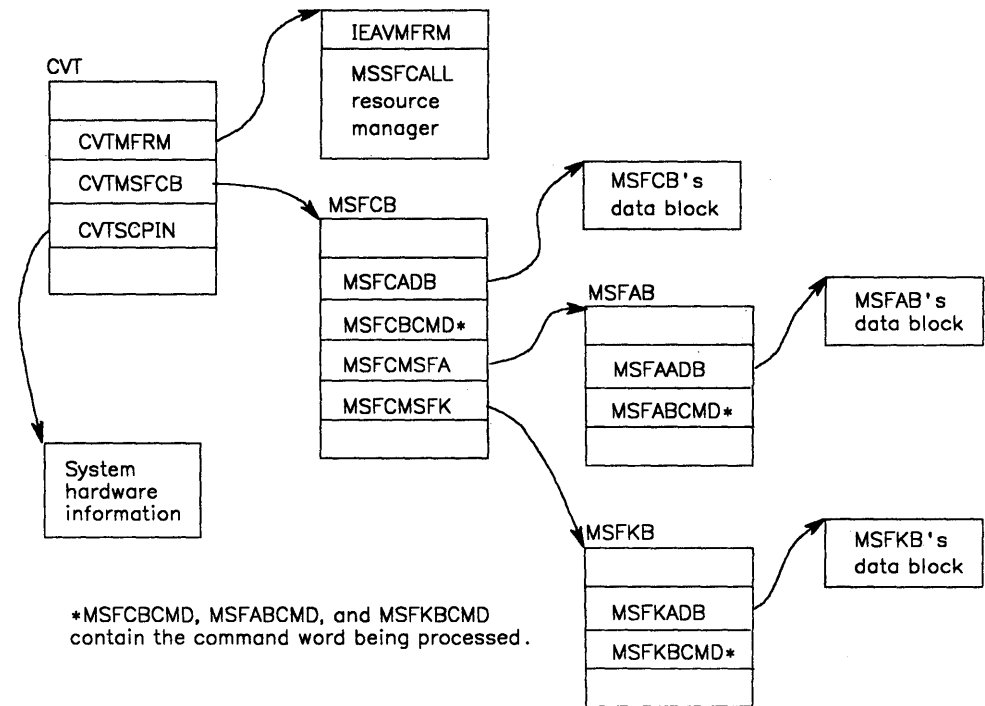 IEAVMFRM
MSSFCALL
resource
manager
CVT
CVTMFRM
CVTMSFCB
CVTSCPIN
MSFCB
MSFCADB
MSFCBCMD*
MSFCMSFA
MSFCMSFK
MSFCB's
data block
MSFAB
MSFAADB
MSFABCMD*
MSFAB's
data block
System
hardware
information
MSFKB
MSFKADB
MSFKBCMD*
MSFKB's
data block
*MSFCBCMD, MSFABCMD, and MSFKBCMD
contain the command word being processed.